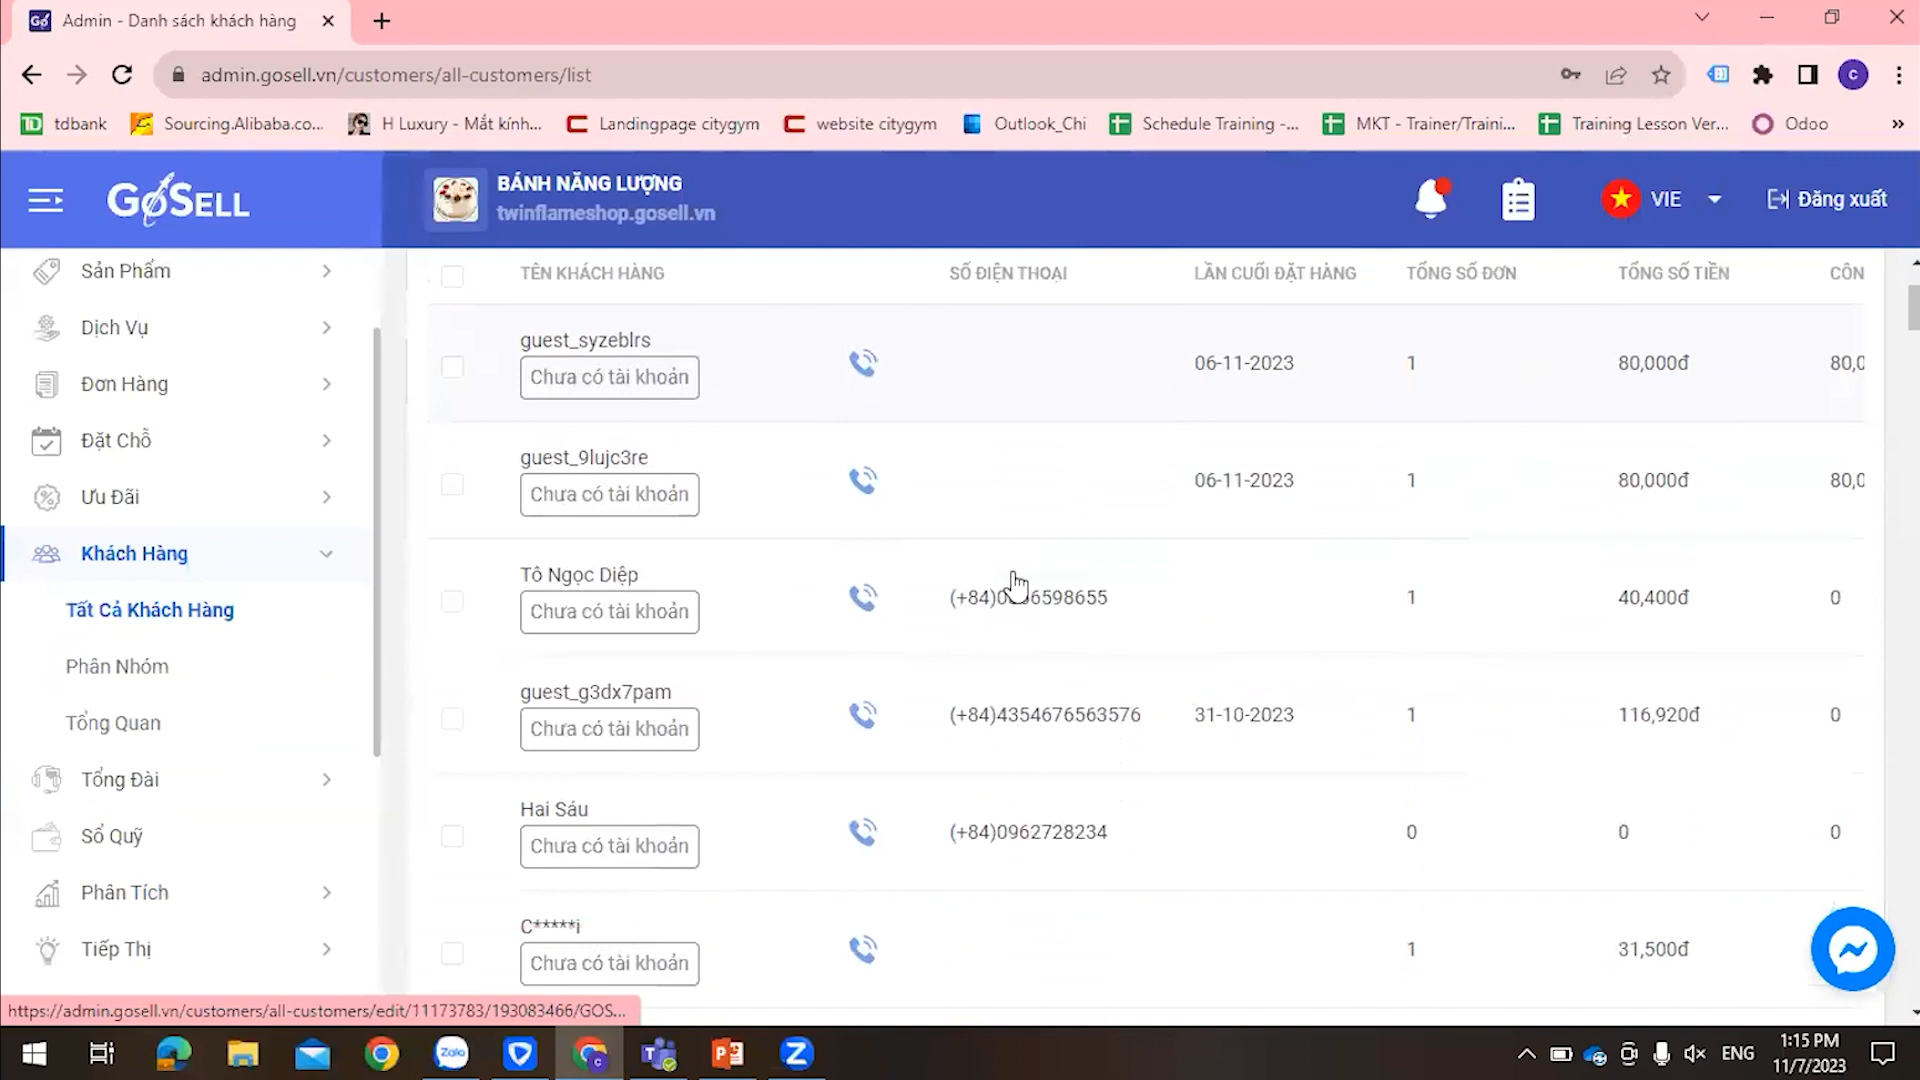 Admin - Danh sách khách hàng
admin.gosell.vn/customers/all-customers/list
C
tdbank
Sourcing.Alibaba.co...
H Luxury - Mắt kính...
Landingpage citygym
website citygym
Outlook_Chi
Schedule Training -...
MKT - Trainer/Traini...
Training Lesson Ver...
Odoo
»
GOSELL
BÁNH NĂNG LƯỢNG
twinflameshop.gosell.vn
VIE
Đăng xuất
Sản Phẩm
Dịch Vụ
Đơn Hàng
Đặt Chỗ
Ưu Đãi
Khách Hàng
Tất Cả Khách Hàng
Phân Nhóm
Tổng Quan
Tổng Đài
Sổ Quỹ
Phân Tích
Tiếp Thị
TÊN KHÁCH HÀNG SỐ ĐIỆN THOẠI LẦN CUỐI ĐẶT HÀNG TỔNG SỐ ĐƠN TỔNG SỐ TIỀN CÔN
guest_syzeblrs
Chưa có tài khoản
06-11-2023 1 80,000đ 80,0
guest_9lujc3re
Chưa có tài khoản
06-11-2023 1 80,000đ 80,0
Tô Ngọc Diệp
Chưa có tài khoản
1 40,400đ 0
guest_g3dx7pam
Chưa có tài khoản
(+84)4354676563576 31-10-2023 1 116,920đ 0
Hai Sáu
Chưa có tài khoản
(+84)0962728234 0 0 0
C*****i
Chưa có tài khoản
1 31,500đ
https://admin.gosell.vn/customers/all-customers/edit/11173783/193083466/GOS...
Zalo
ENG
1:15 PM
11/7/2023